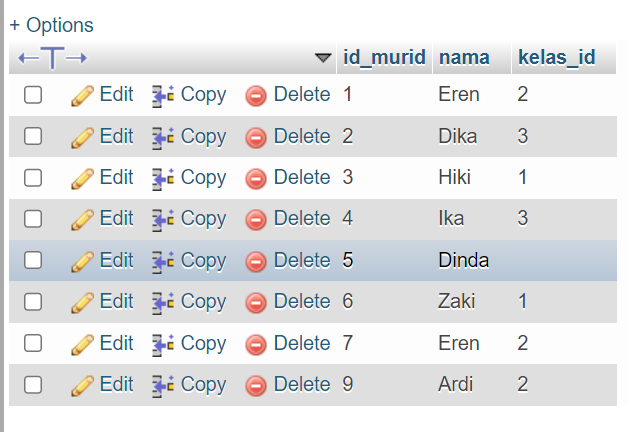 + Options
←T→ id_murid nama kelas_id
Edit Copy Delete 1 Eren 2
Edit Copy Delete 2 Dika 3
Edit Copy Delete 3 Hiki 1
Edit Copy Delete 4 Ika 3
Edit Copy Delete 5 Dinda
Edit Copy Delete 6 Zaki 1
Edit Copy Delete 7 Eren 2
Edit Copy Delete 9 Ardi 2